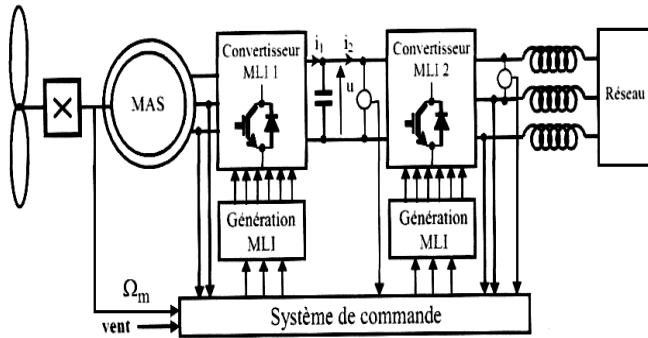 Convertisseur
MLI 1
i1
i2
u
Convertisseur
MLI 2
MAS
Réseau
Génération
MLI
Génération
MLI
Ωm
vent
Système de commande